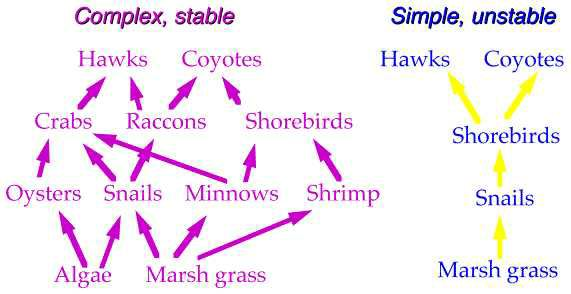 Complex, stable
Hawks Coyotes
Crabs Raccons Shorebirds
Oysters Snails Minnows Shrimp
Algae Marsh grass
Simple, unstable
Hawks Coyotes
Shorebirds
Snails
Marsh grass